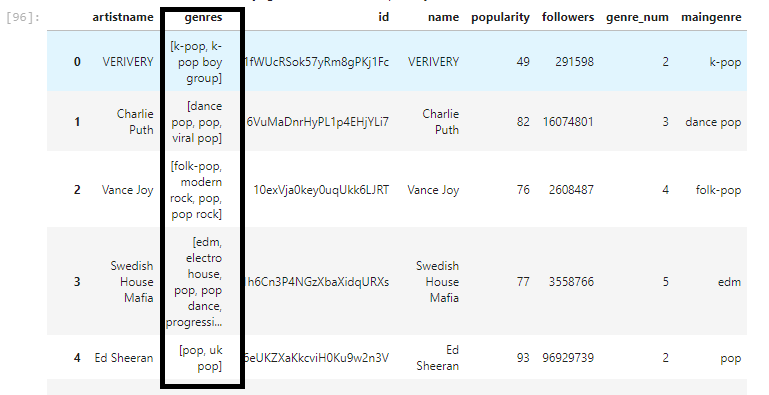 [96]: artistname genres id name popularity followers genre_num maingenre
0 VERIVERY [k-pop, k-pop boy group] 1fWUcRSok57yRm8gPKj1Fc VERIVERY 49 291598 2 k-pop
1 Charlie Puth [dance pop, pop, viral pop] 6VuMaDnrHyPL1p4EHjYLi7 Charlie Puth 82 16074801 3 dance pop
2 Vance Joy [folk-pop, modern rock, pop, pop rock] 10exVja0key0uqUkk6LJRT Vance Joy 76 2608487 4 folk-pop
3 Swedish House Mafia [edm, electro house, pop, pop dance, progressi... 1h6Cn3P4NGzXbaXidqURXs Swedish House Mafia 77 3558766 5 edm
4 Ed Sheeran [pop, uk pop] 6eUKZXaKkcviH0Ku9w2n3V Ed Sheeran 93 96929739 2 pop